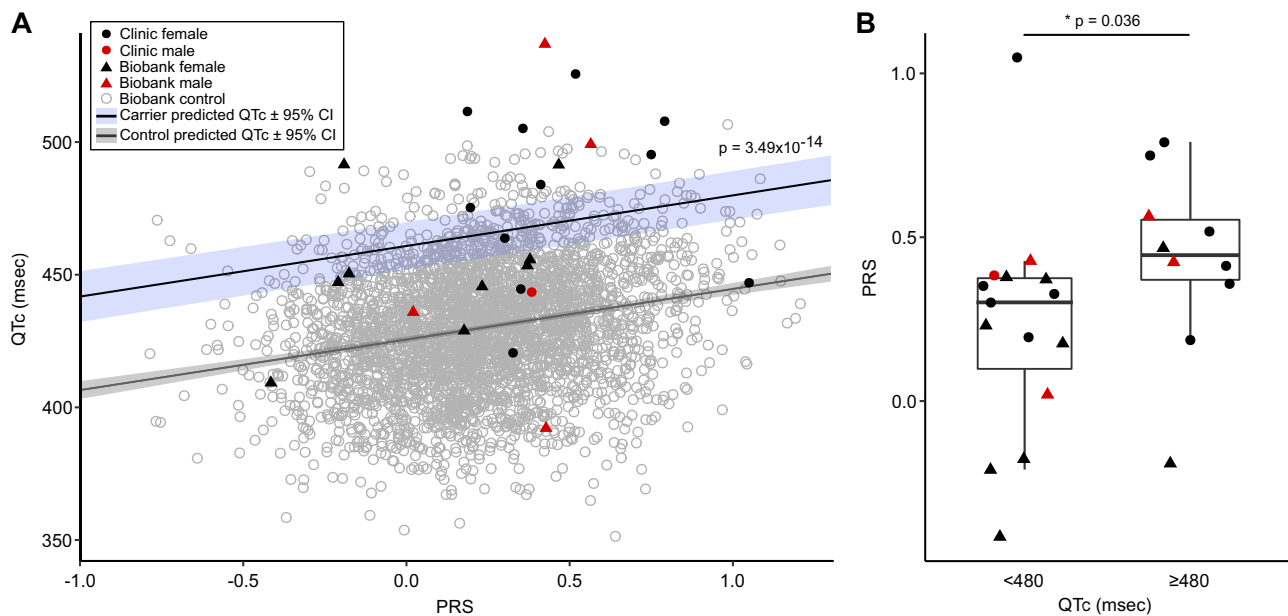 A
Clinic female
Clinic male
Biobank female
Biobank male
Biobank control
Carrier predicted QTc ± 95% CI
Control predicted QTc ± 95% CI
p = 3.49x10⁻¹⁴
500
450
400
350
QTc (msec)
-1.0
-0.5
0.0
0.5
1.0
PRS
B
* p = 0.036
1.0
0.5
0.0
PRS
<480
≥480
QTc (msec)